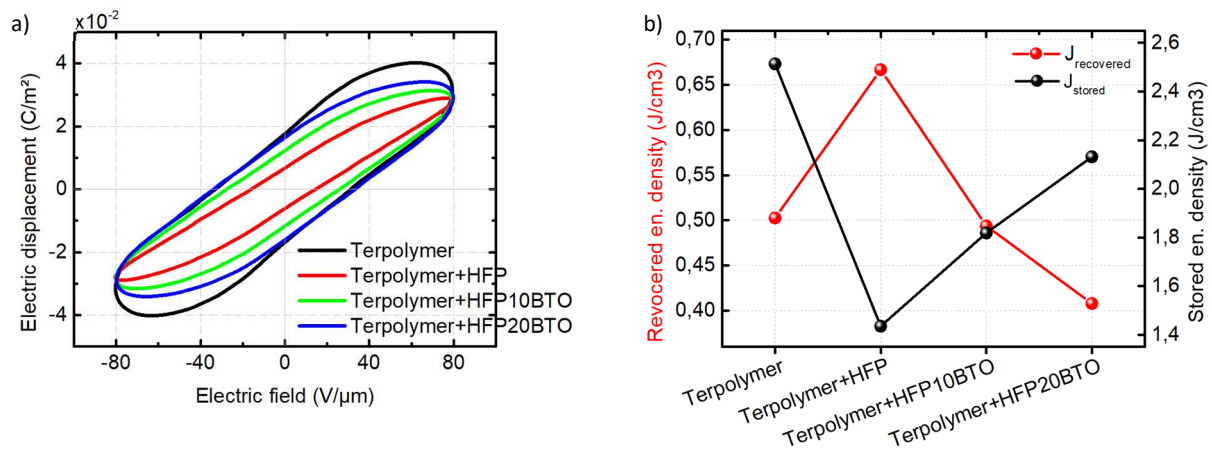 a)
x10⁻²
Electric displacement (C/m²)
4
2
0
-2
-4
-80
-40
0
40
80
Electric field (V/µm)
Terpolymer
Terpolymer+HFP
Terpolymer+HFP10BTO
Terpolymer+HFP20BTO
b)
Revocered en. density (J/cm3)
0,70
0,65
0,60
0,55
0,50
0,45
0,40
J recovered
J stored
2,6
2,4
2,2
2,0
1,8
1,6
1,4
Stored en. density (J/cm3)
Terpolymer
Terpolymer+HFP
Terpolymer+HFP10BTO
Terpolymer+HFP20BTO